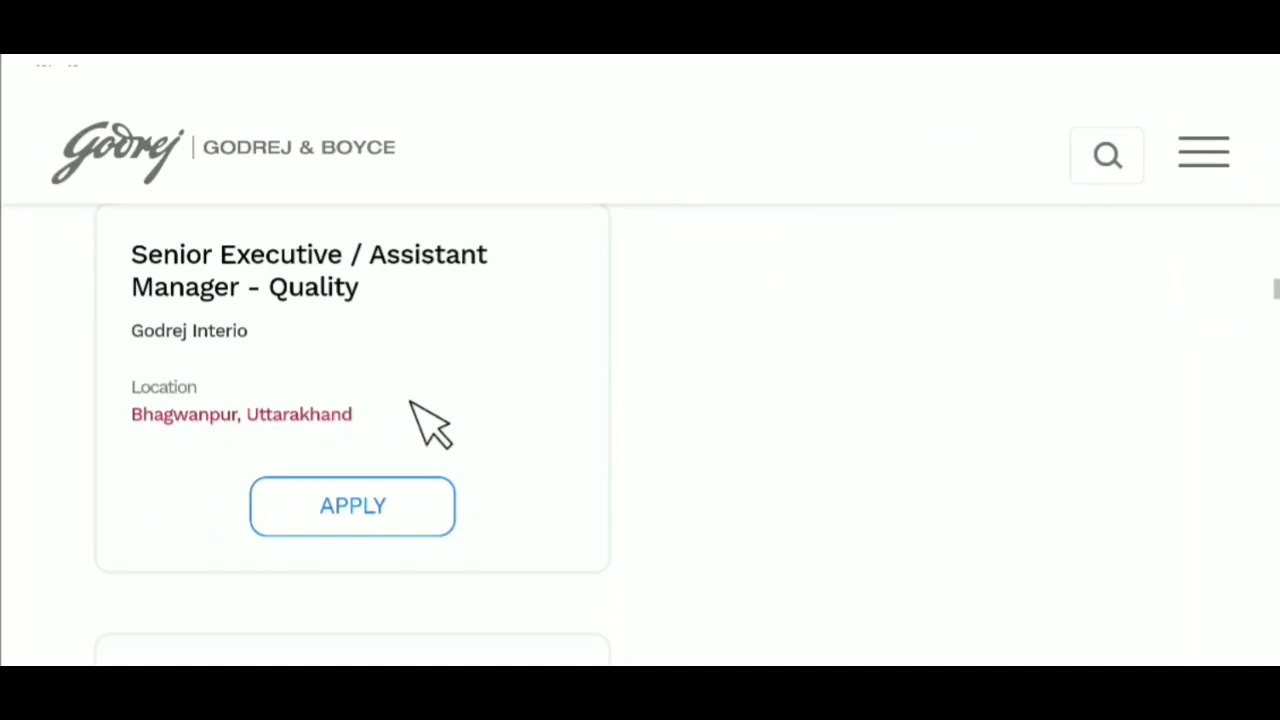 Godrej | GODREJ & BOYCE
Senior Executive / Assistant
Manager - Quality
Godrej Interio
Location
Bhagwanpur, Uttarakhand
APPLY